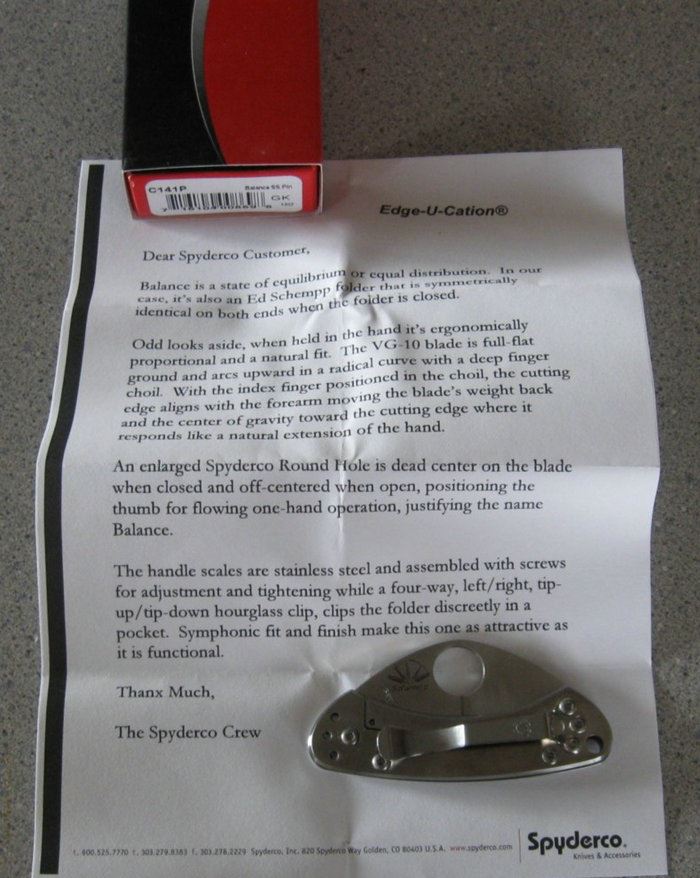 C141P Balance SS Pln
GK
Edge-U-Cation®
Dear Spyderco Customer,
Balance is a state of equilibrium or equal distribution. In our
case, it's also an Ed Schempp folder that is symmetrically
identical on both ends when the folder is closed.
Odd looks aside, when held in the hand it's ergonomically
proportional and a natural fit. The VG-10 blade is full-flat
ground and arcs upward in a radical curve with a deep finger
choil. With the index finger positioned in the choil, the cutting
edge aligns with the forearm moving the blade's weight back
and the center of gravity toward the cutting edge where it
responds like a natural extension of the hand.
An enlarged Spyderco Round Hole is dead center on the blade
when closed and off-centered when open, positioning the
thumb for flowing one-hand operation, justifying the name
Balance.
The handle scales are stainless steel and assembled with screws
for adjustment and tightening while a four-way, left/right, tip-
up/tip-down hourglass clip, clips the folder discreetly in a
pocket. Symphonic fit and finish make this one as attractive as
it is functional.
Thanx Much,
The Spyderco Crew
t. 800.525.7770 t. 303.279.8383 f. 303.278.2229 Spyderco, Inc. 820 Spyderco Way Golden, CO 80403 U.S.A. www.spyderco.com
Spyderco.
Knives & Accessories